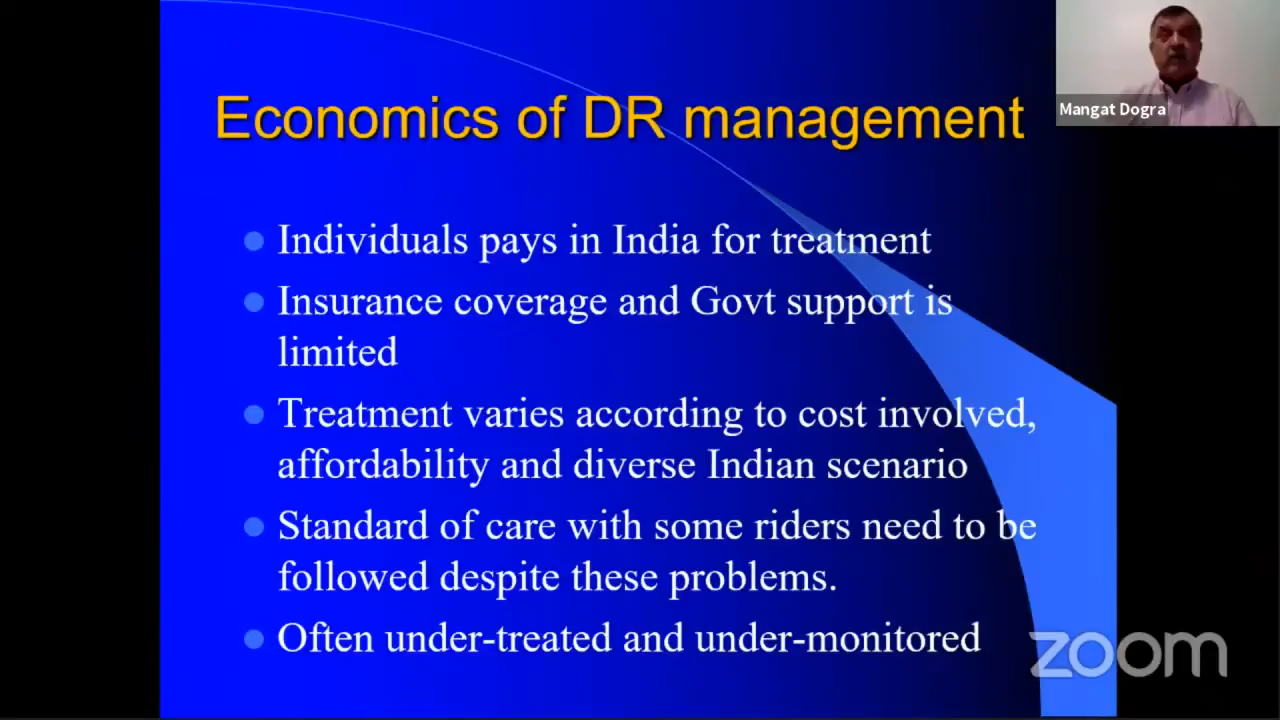 Economics of DR management
Mangat Dogra
Individuals pays in India for treatment
Insurance coverage and Govt support is
limited
Treatment varies according to cost involved,
affordability and diverse Indian scenario
Standard of care with some riders need to be
followed despite these problems.
Often under-treated and under-monitored
zoom